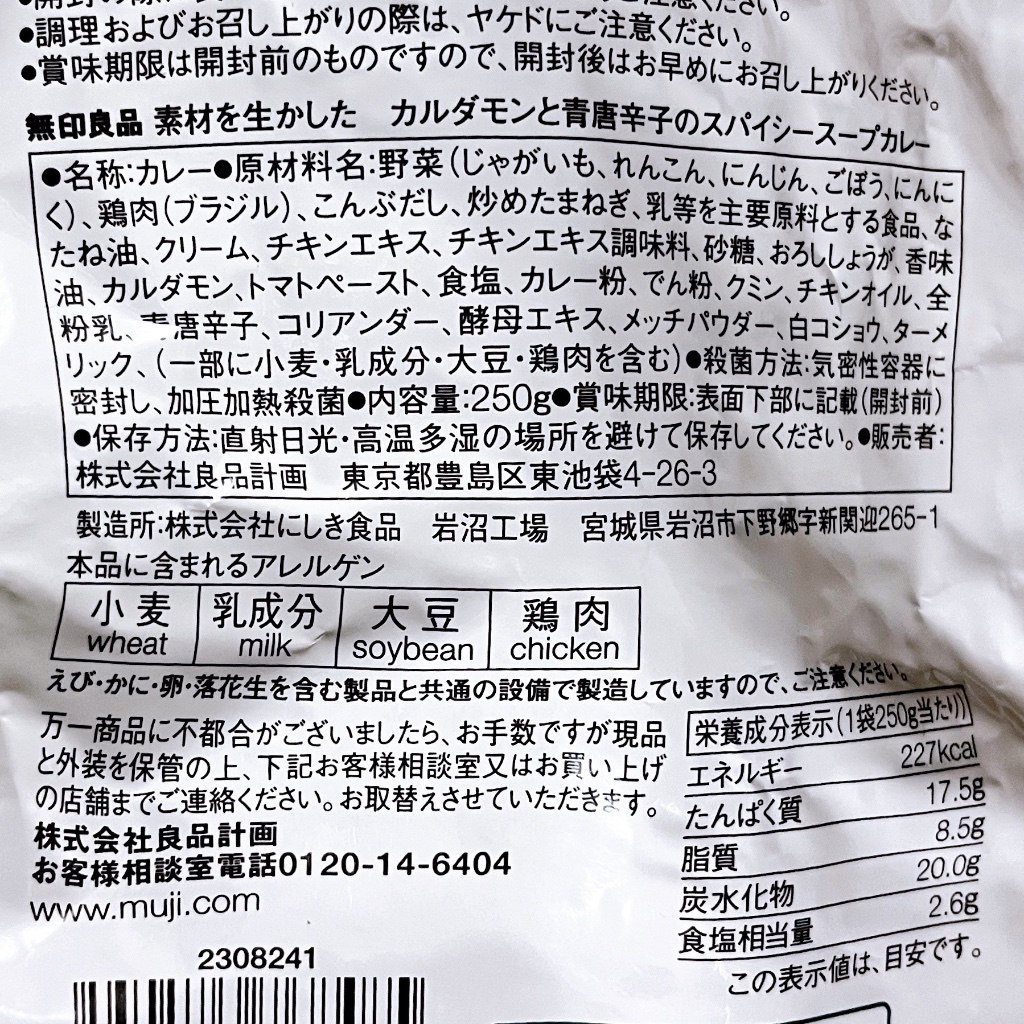 ●調理およびお召し上がりの際は、ヤケドにご注意ください。
●賞味期限は開封前のものですので、開封後はお早めにお召し上がりください。
無印良品 素材を生かした カルダモンと青唐辛子のスパイシースープカレー
●名称:カレー●原材料名:野菜(じゃがいも、れんこん、にんじん、ごぼう、にんに
く)、鶏肉(ブラジル)、こんぶだし、炒めたまねぎ、乳等を主要原料とする食品、な
たね油、クリーム、チキンエキス、チキンエキス調味料、砂糖、おろししょうが、香味
油、カルダモン、トマトペースト、食塩、カレー粉、でん粉、クミン、チキンオイル、全
粉乳、青唐辛子、コリアンダー、酵母エキス、メッチパウダー、白コショウ、ターメ
リック、(一部に小麦・乳成分・大豆・鶏肉を含む)●殺菌方法:気密性容器に
密封し、加圧加熱殺菌●内容量:250g●賞味期限:表面下部に記載(開封前)
●保存方法:直射日光・高温多湿の場所を避けて保存してください。●販売者:
株式会社良品計画 東京都豊島区東池袋4-26-3
製造所:株式会社にしき食品 岩沼工場 宮城県岩沼市下野郷字新関迎265-1
本品に含まれるアレルゲン
小麦 乳成分 大豆 鶏肉
wheat milk soybean chicken
えび・かに・卵・落花生を含む製品と共通の設備で製造していますので、ご注意ください。
万一商品に不都合がございましたら、お手数ですが現品
と外装を保管の上、下記お客様相談室又はお買い上げ
の店舗までご連絡ください。お取替えさせていただきます。
株式会社良品計画
お客様相談室電話0120-14-6404
www.muji.com
2308241
栄養成分表示(1袋250g当たり)
エネルギー 227kcal
たんぱく質 17.5g
脂質 8.5g
炭水化物 20.0g
食塩相当量 2.6g
この表示値は、目安です。